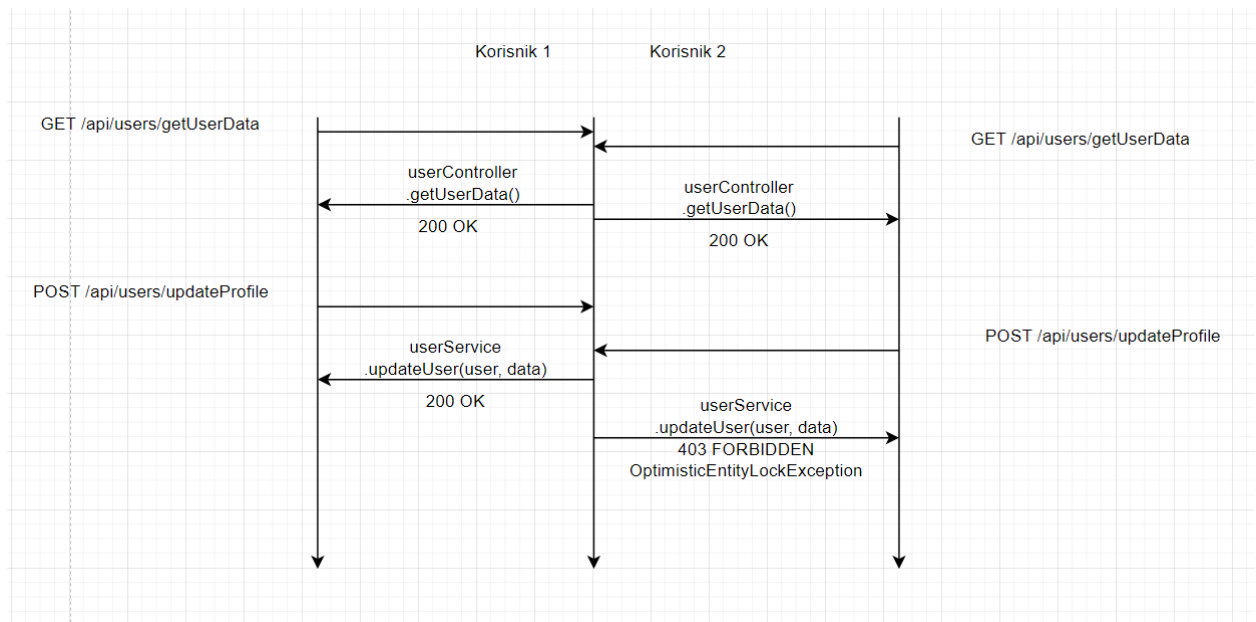 Korisnik 1
Korisnik 2
GET /api/users/getUserData
GET /api/users/getUserData
userController
.getUserData()
200 OK
userController
.getUserData()
200 OK
POST /api/users/updateProfile
POST /api/users/updateProfile
userService
.updateUser(user, data)
200 OK
userService
.updateUser(user, data)
403 FORBIDDEN
OptimisticEntityLockException